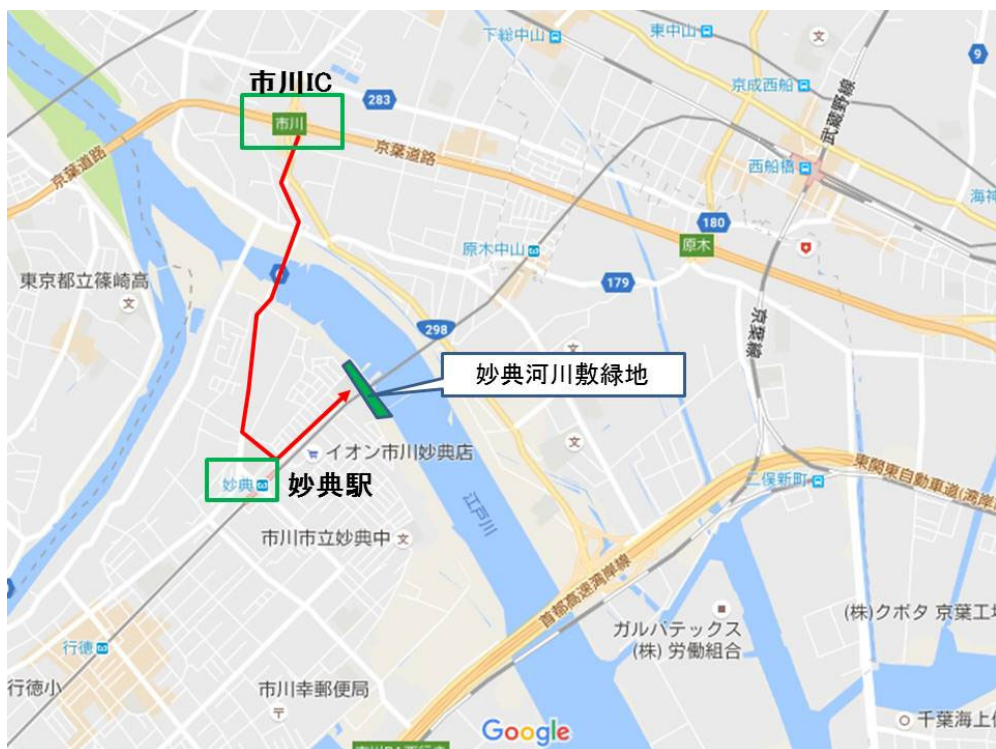 下総中山
東中山
9
市川IC
283
市川
京成西船
武蔵野線
京葉道路
京葉道路
西船橋
海神
180
原木中山
原木
東京都立篠崎高
文
179
298
京葉線
妙典河川敷緑地
イオン市川妙典店
妙典
妙典駅
二俣新町
東関東自動車道(湾岸
江戸川
市川市立妙典中
文
首都高速湾岸線
ガルバテックス
(株) 労働組合
(株)クボタ 京葉工場
行徳
行徳小
市川幸郵便局
Google
千葉海上保